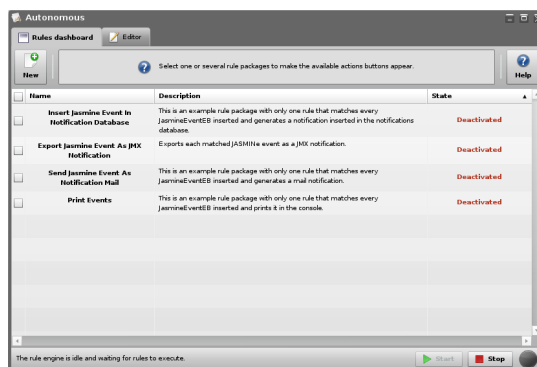 Autonomous
Rules dashboard
Editor
New
Select one or several rule packages to make the available actions buttons appear.
Help
Name
Description
State
Insert Jasmine Event In
Notification Database
This is an example rule package with only one rule that matches every
JasmineEventEB inserted and generates a notification inserted in the notifications
database.
Deactivated
Export Jasmine Event As JMX
Notification
Exports each matched JASMINe event as a JMX notification.
Deactivated
Send Jasmine Event As
Notification Mail
This is an example rule package with only one rule that matches every
JasmineEventEB inserted and generates a mail notification.
Deactivated
Print Events
This is an example rule package with only one rule that matches every
JasmineEventEB inserted and prints it in the console.
Deactivated
The rule engine is idle and waiting for rules to execute.
Start
Stop